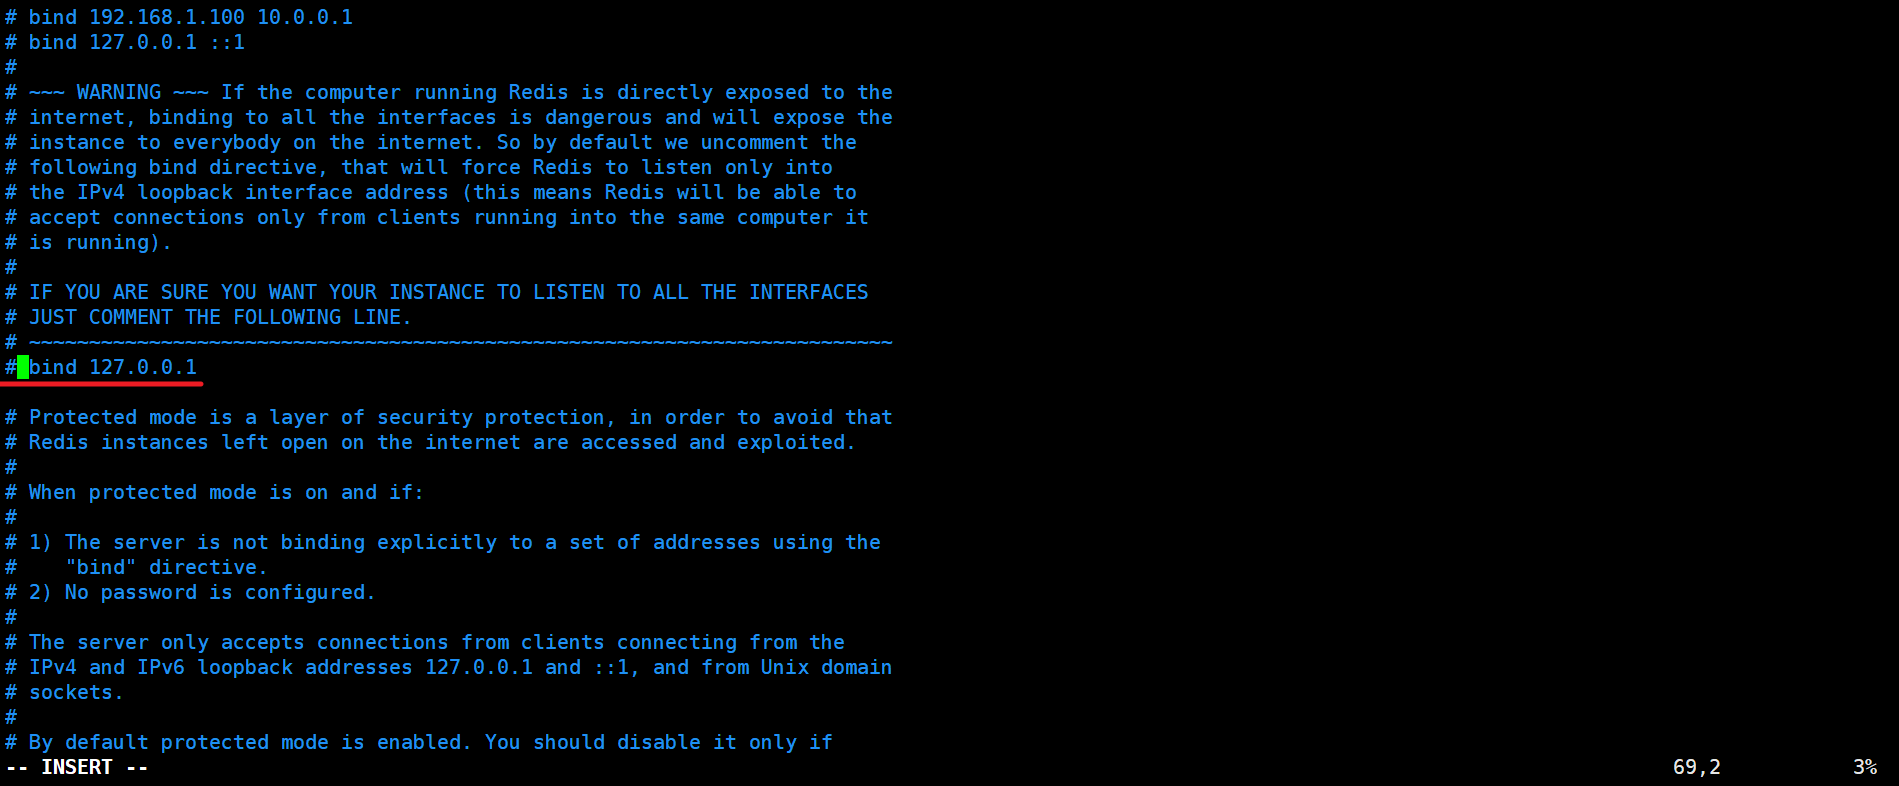 # bind 192.168.1.100 10.0.0.1
# bind 127.0.0.1 ::1
#
# ~~~ WARNING ~~~ If the computer running Redis is directly exposed to the
# internet, binding to all the interfaces is dangerous and will expose the
# instance to everybody on the internet. So by default we uncomment the
# following bind directive, that will force Redis to listen only into
# the IPv4 loopback interface address (this means Redis will be able to
# accept connections only from clients running into the same computer it
# is running).
#
# IF YOU ARE SURE YOU WANT YOUR INSTANCE TO LISTEN TO ALL THE INTERFACES
# JUST COMMENT THE FOLLOWING LINE.
# ~~~~~~~~~~~~~~~~~~~~~~~~~~~~~~~~~~~~~~~~~~~~~~~~~~~~~~~~~~~~~~~~~~~~~~~~
# bind 127.0.0.1

# Protected mode is a layer of security protection, in order to avoid that
# Redis instances left open on the internet are accessed and exploited.
#
# When protected mode is on and if:
#
# 1) The server is not binding explicitly to a set of addresses using the
#    "bind" directive.
# 2) No password is configured.
#
# The server only accepts connections from clients connecting from the
# IPv4 and IPv6 loopback addresses 127.0.0.1 and ::1, and from Unix domain
# sockets.
#
# By default protected mode is enabled. You should disable it only if
-- INSERT -- 69,2 3%